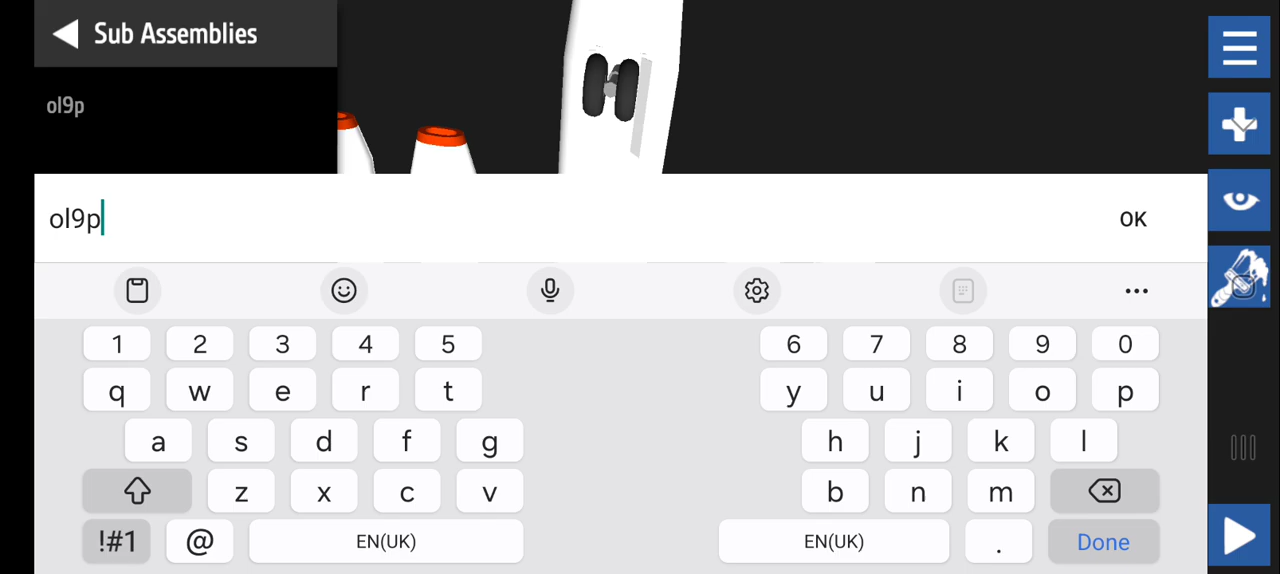 Sub Assemblies
ol9p
ol9p
OK
1 2 3 4 5 6 7 8 9 0
q w e r t y u i o p
a s d f g h j k l
z x c v b n m
!#1 @ EN(UK) EN(UK) . Done